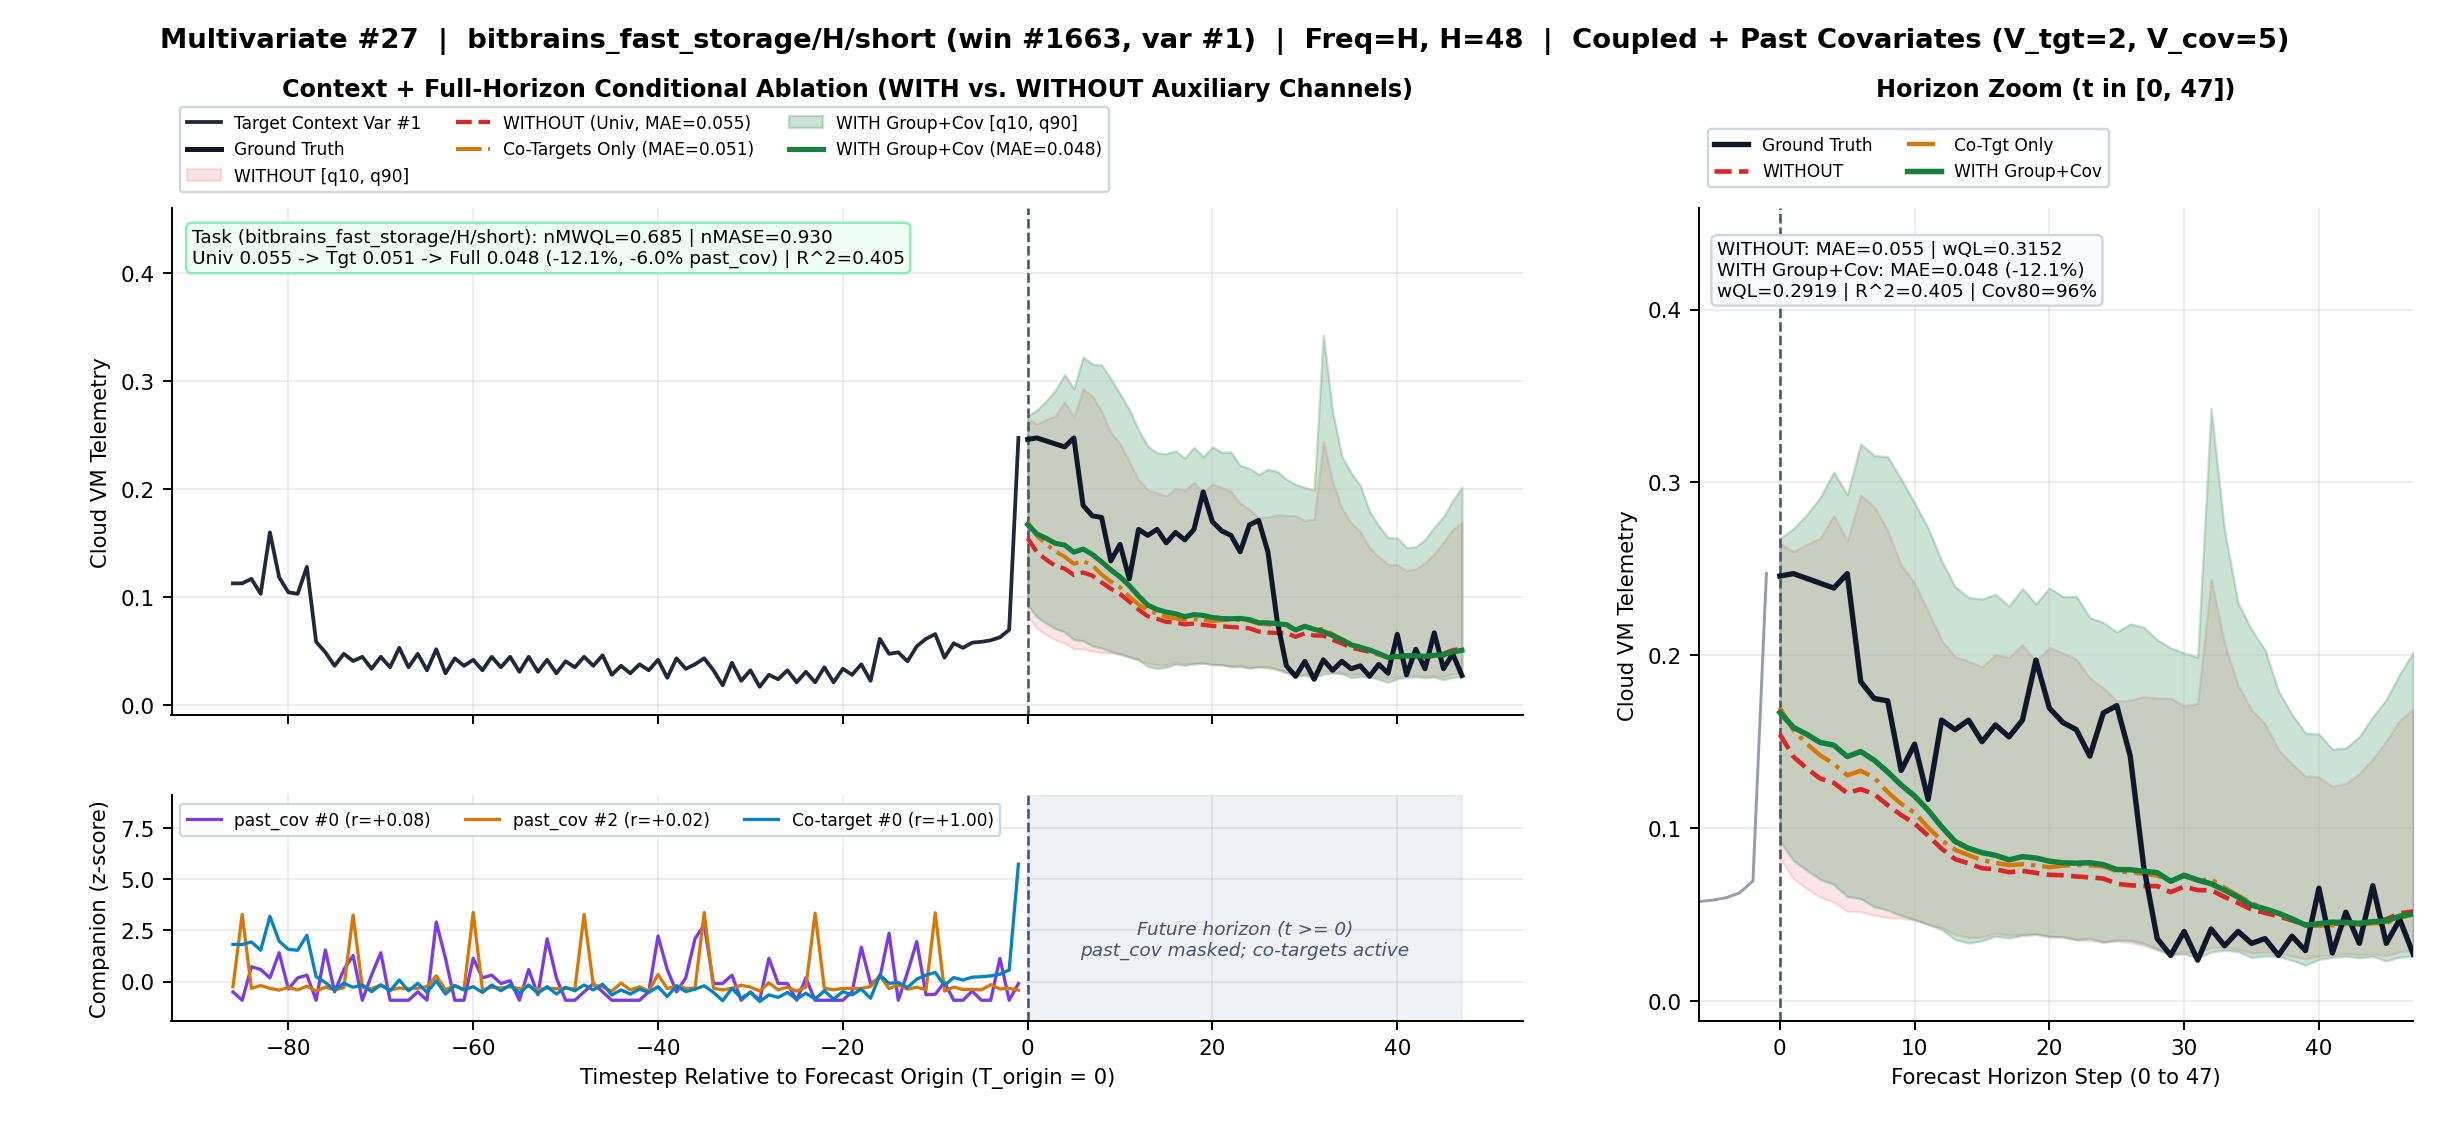 Multivariate #27 | bitbrains_fast_storage/H/short (win #1663, var #1) | Freq=H, H=48 | Coupled + Past Covariates (V_tgt=2, V_cov=5)
Context + Full-Horizon Conditional Ablation (WITH vs. WITHOUT Auxiliary Channels)
Target Context Var #1
Ground Truth
WITHOUT [q10, q90]
WITHOUT (Univ, MAE=0.055)
Co-Targets Only (MAE=0.051)
WITH Group+Cov [q10, q90]
WITH Group+Cov (MAE=0.048)
Task (bitbrains_fast_storage/H/short): nMWQL=0.685 | nMASE=0.930
Univ 0.055 -> Tgt 0.051 -> Full 0.048 (-12.1%, -6.0% past_cov) | R^2=0.405
Cloud VM Telemetry
0.4
0.3
0.2
0.1
0.0
past_cov #0 (r=+0.08)
past_cov #2 (r=+0.02)
Co-target #0 (r=+1.00)
Future horizon (t >= 0)
past_cov masked; co-targets active
Companion (z-score)
7.5
5.0
2.5
0.0
−80
−60
−40
−20
0
20
40
Timestep Relative to Forecast Origin (T_origin = 0)
Horizon Zoom (t in [0, 47])
Ground Truth
WITHOUT
Co-Tgt Only
WITH Group+Cov
WITHOUT: MAE=0.055 | wQL=0.3152
WITH Group+Cov: MAE=0.048 (-12.1%)
wQL=0.2919 | R^2=0.405 | Cov80=96%
Cloud VM Telemetry
0.4
0.3
0.2
0.1
0.0
0
10
20
30
40
Forecast Horizon Step (0 to 47)